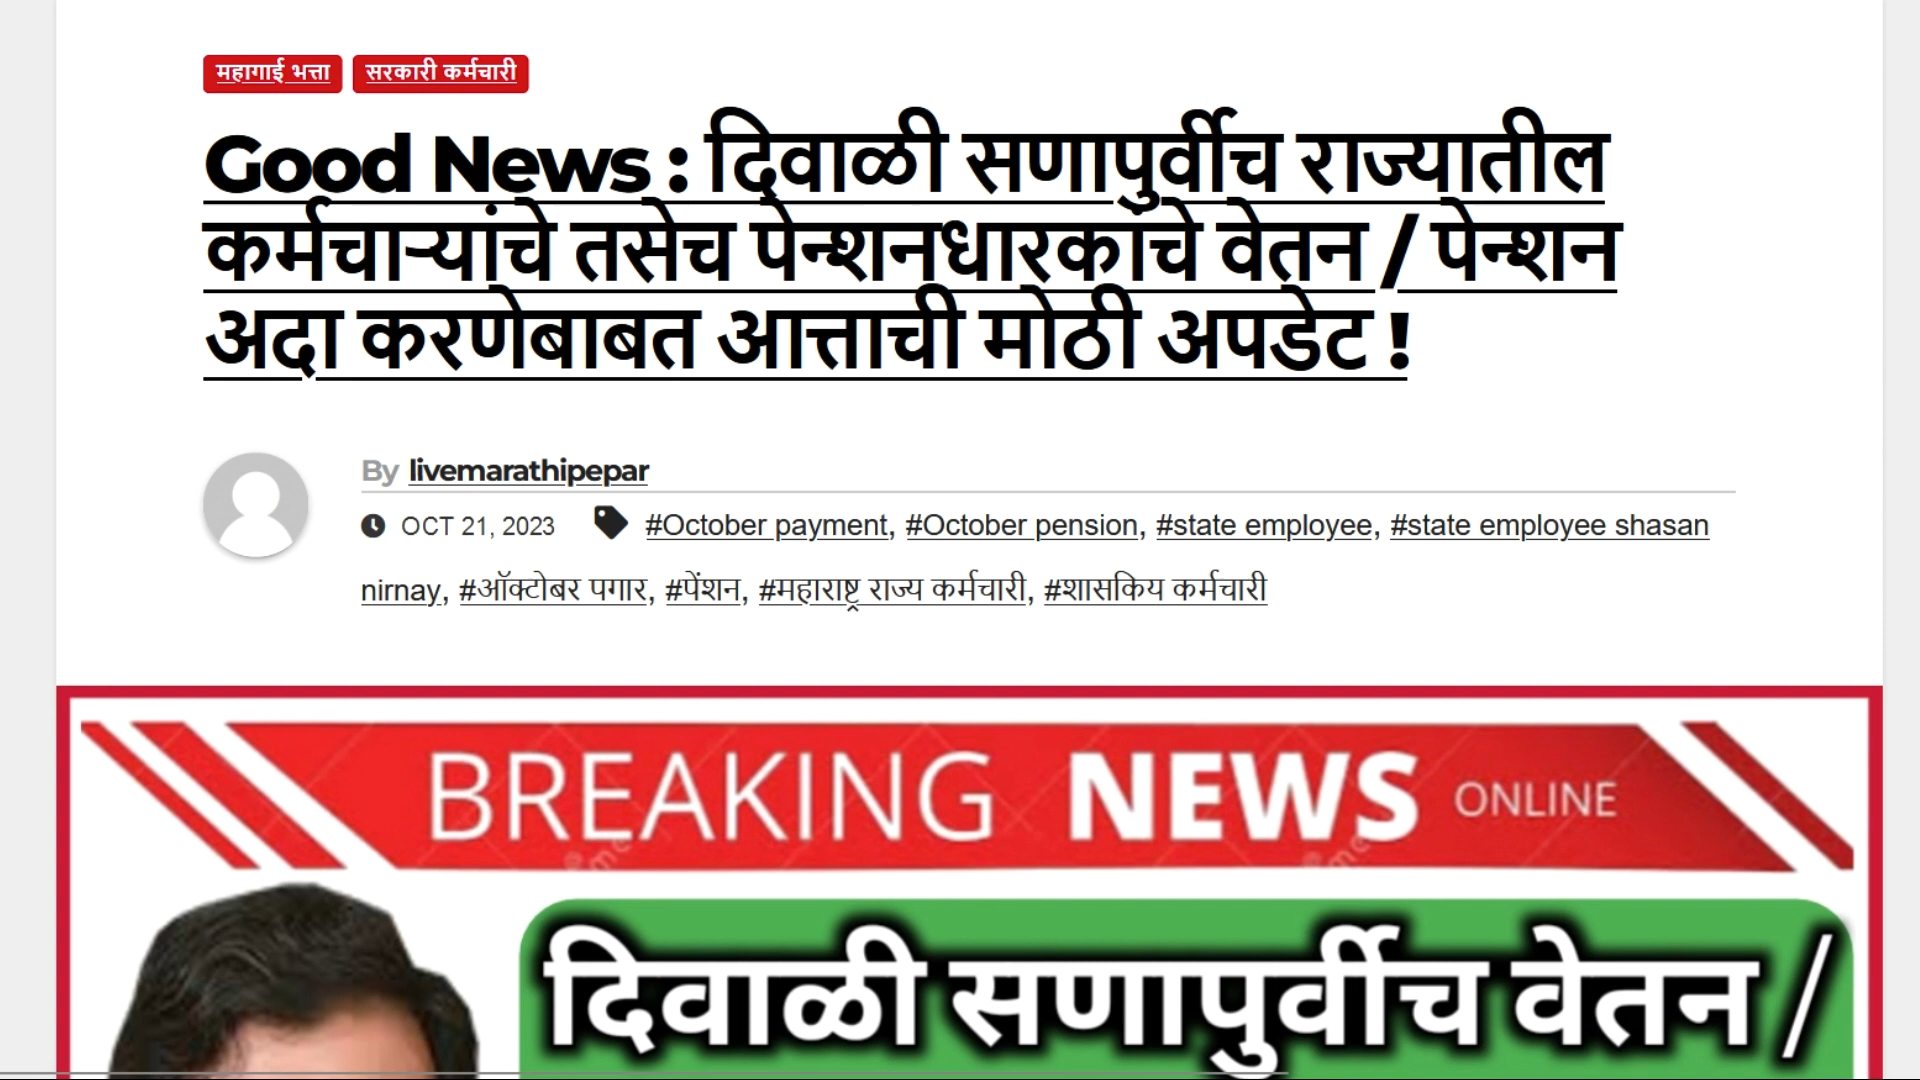 महागाई भत्ता सरकारी कर्मचारी
Good News : दिवाळी सणापुर्वीच राज्यातील
कर्मचाऱ्यांचे तसेच पेन्शनधारकांचे वेतन / पेन्शन
अदा करणेबाबत आत्ताची मोठी अपडेट !
By livemarathipepar
OCT 21, 2023 #October payment, #October pension, #state employee, #state employee shasan
nirnay, #ऑक्टोबर पगार, #पेंशन, #महाराष्ट्र राज्य कर्मचारी, #शासकिय कर्मचारी
BREAKING NEWS ONLINE
दिवाळी सणापुर्वीच वेतन /